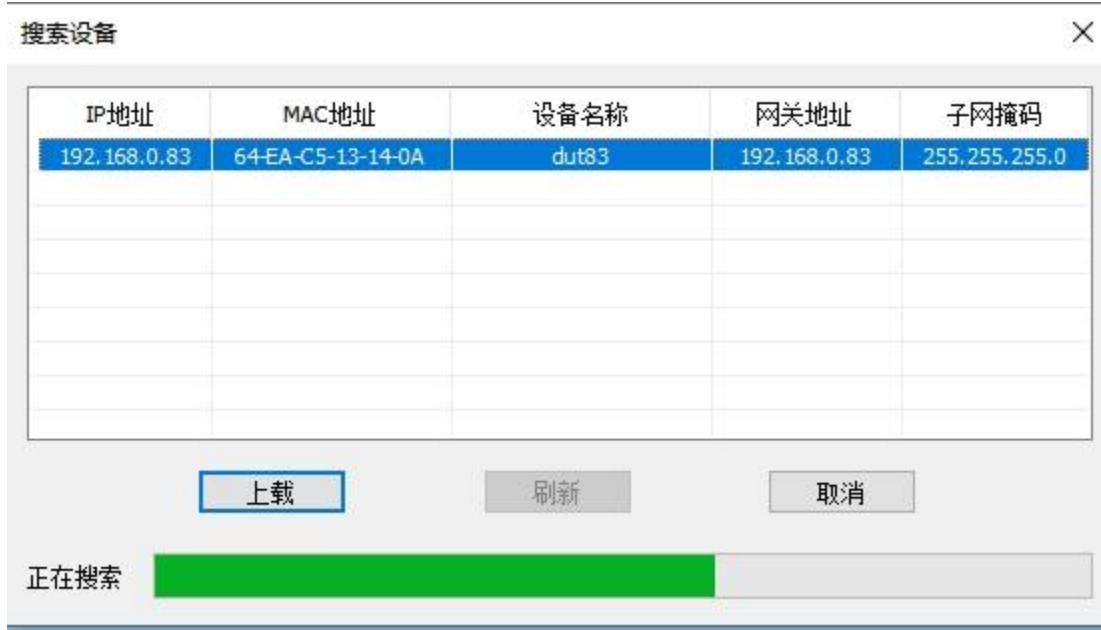 搜索设备
IP地址 MAC地址 设备名称 网关地址 子网掩码
192.168.0.83 64-EA-C5-13-14-0A dut83 192.168.0.83 255.255.255.0
上载 刷新 取消
正在搜索